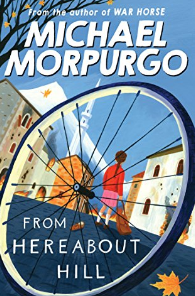 From the author of WAR HORSE
MICHAEL
MORPURGO
FROM
HEREABOUT
HILL